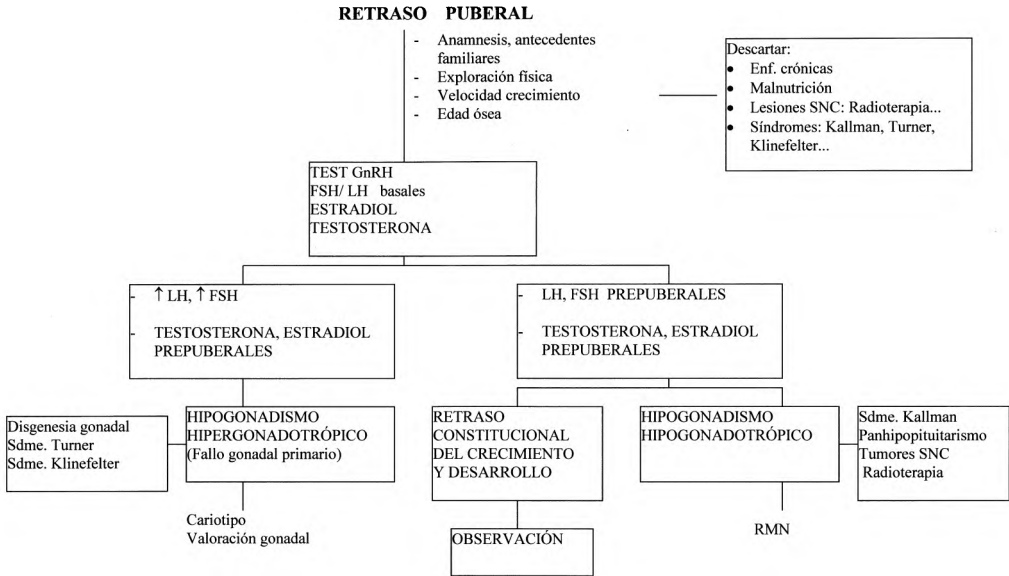 RETRASO PUBERAL
- Anamnesis, antecedentes
familiares
- Exploración física
- Velocidad crecimiento
- Edad ósea
Descartar:
● Enf. crónicas
● Malnutrición
● Lesiones SNC: Radioterapia...
● Síndromes: Kallman, Turner,
Klinefelter...
TEST GnRH
FSH/ LH basales
ESTRADIOL
TESTOSTERONA
- ↑ LH, ↑ FSH
- TESTOSTERONA, ESTRADIOL
PREPUBERALES
- LH, FSH PREPUBERALES
- TESTOSTERONA, ESTRADIOL
PREPUBERALES
Disgenesia gonadal
Sdme. Turner
Sdme. Klinefelter
HIPOGONADISMO
HIPERGONADOTRÓPICO
(Fallo gonadal primario)
RETRASO
CONSTITUCIONAL
DEL CRECIMIENTO
Y DESARROLLO
HIPOGONADISMO
HIPOGONADOTRÓPICO
Sdme. Kallman
Panhipopituitarismo
Tumores SNC
Radioterapia
Cariotipo
Valoración gonadal
OBSERVACIÓN
RMN